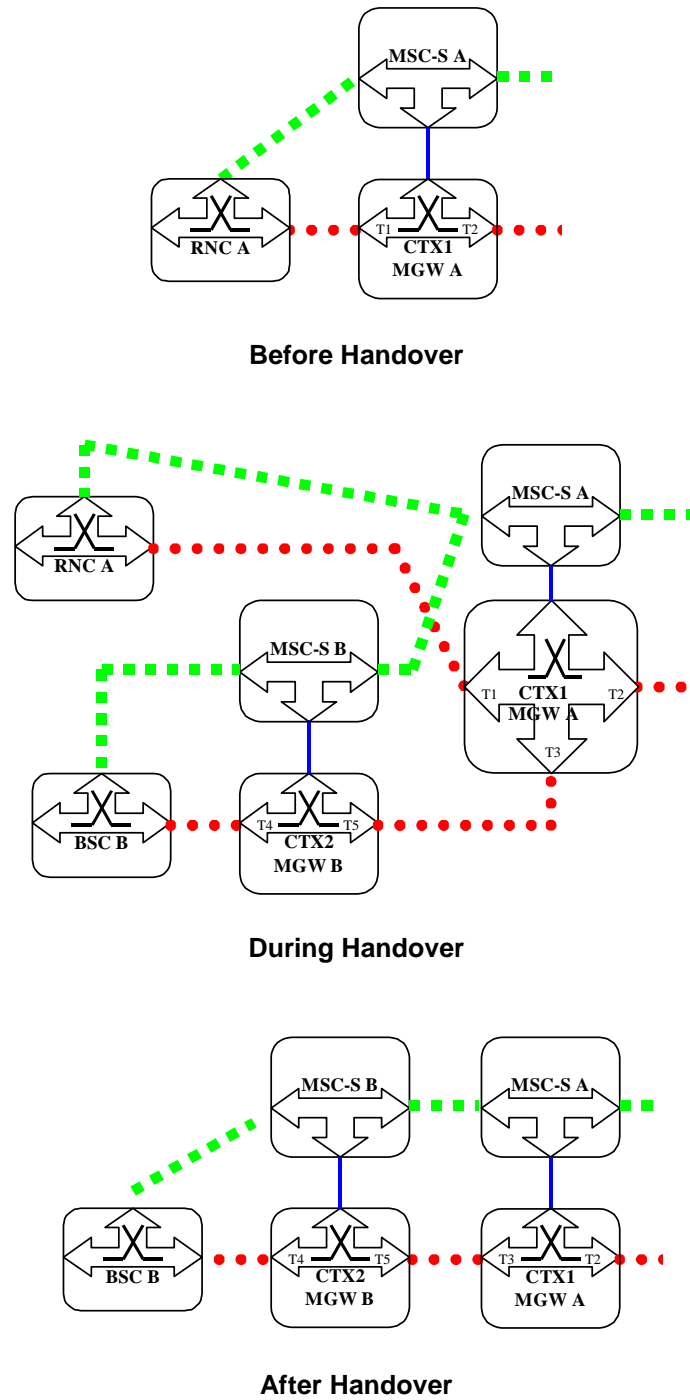 MSC-S A
RNC A
T1
T2
CTX1
MGW A
Before Handover
MSC-S A
RNC A
MSC-S B
T1
CTX1
T2
MGW A
T3
BSC B
T4
T5
CTX2
MGW B
During Handover
MSC-S B
MSC-S A
BSC B
T4
T5
CTX2
MGW B
T3
T2
CTX1
MGW A
After Handover